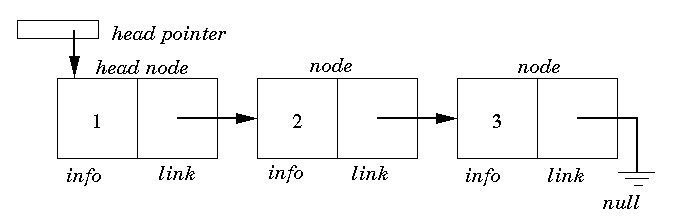 head pointer
head node node node
1 2 3
info link info link info link
null